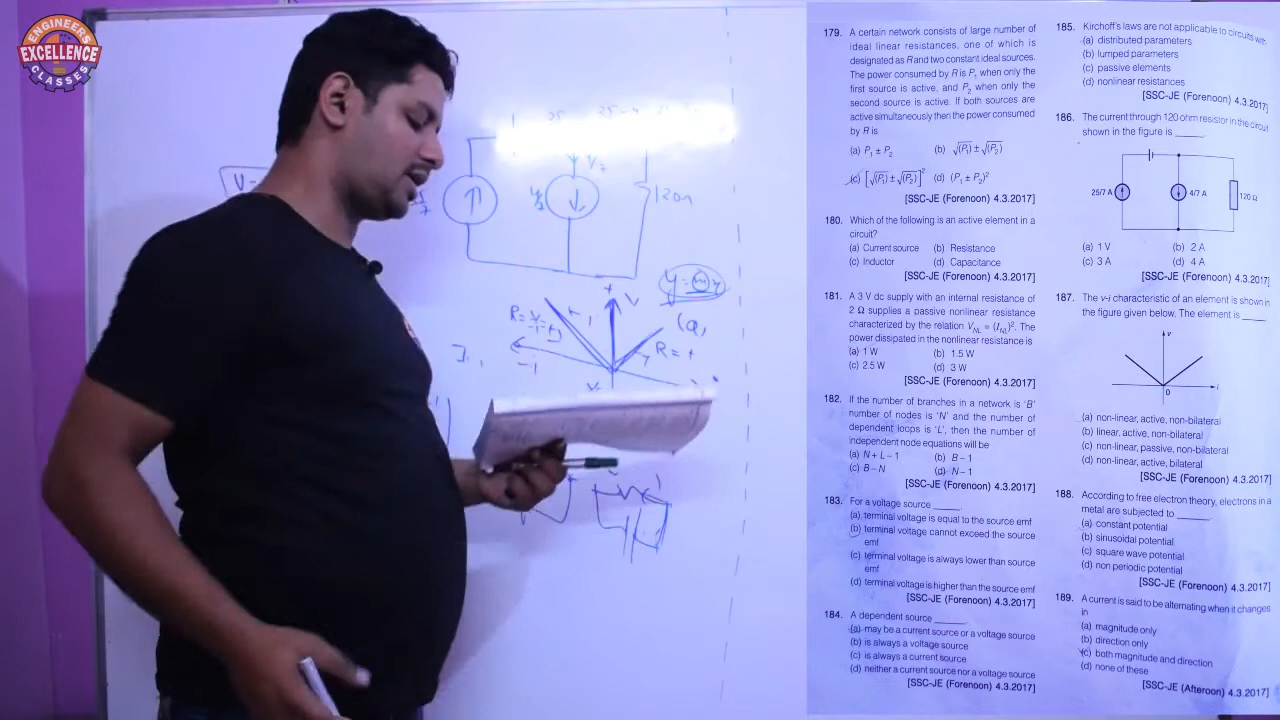 ENGINEERS
EXCELLENCE
CLASSES
120Ω
R = +
-1
179. A certain network consists of large number of
ideal linear resistances, one of which is
designated as R and two constant ideal sources.
The power consumed by R is P₁ when only the
first source is active, and P₂ when only the
second source is active. If both sources are
active simultaneously then the power consumed
by R is
(a) P₁ ± P₂ (b) √(P₁) ± √(P₂)
(c) [√(P₁) ± √(P₂)]² (d) (P₁ ± P₂)²
[SSC-JE (Forenoon) 4.3.2017]
180. Which of the following is an active element in a
circuit?
(a) Current source (b) Resistance
(c) Inductor (d) Capacitance
[SSC-JE (Forenoon) 4.3.2017]
181. A 3 V dc supply with an internal resistance of
2 Ω supplies a passive nonlinear resistance
characterized by the relation V_NL = (I_NL)². The
power dissipated in the nonlinear resistance is
(a) 1 W (b) 1.5 W
(c) 2.5 W (d) 3 W
[SSC-JE (Forenoon) 4.3.2017]
182. If the number of branches in a network is 'B'
number of nodes is 'N' and the number of
dependent loops is 'L', then the number of
independent node equations will be
(a) N + L - 1 (b) B - 1
(c) B - N (d) N - 1
[SSC-JE (Forenoon) 4.3.2017]
183. For a voltage source ____.
(a) terminal voltage is equal to the source emf
(b) terminal voltage cannot exceed the source
emf
(c) terminal voltage is always lower than source
emf
(d) terminal voltage is higher than the source emf
[SSC-JE (Forenoon) 4.3.2017]
184. A dependent source ____
(a) may be a current source or a voltage source
(b) is always a voltage source
(c) is always a current source
(d) neither a current source nor a voltage source
[SSC-JE (Forenoon) 4.3.2017]
185. Kirchoff's laws are not applicable to circuits with
(a) distributed parameters
(b) lumped parameters
(c) passive elements
(d) nonlinear resistances
[SSC-JE (Forenoon) 4.3.2017]
186. The current through 120 ohm resistor in the circuit
shown in the figure is ____
25/7 A 4/7 A 120 Ω
(a) 1 V (b) 2 A
(c) 3 A (d) 4 A
[SSC-JE (Forenoon) 4.3.2017]
187. The v-i characteristic of an element is shown in
the figure given below. The element is ____
v
i
0
(a) non-linear, active, non-bilateral
(b) linear, active, non-bilateral
(c) non-linear, passive, non-bilateral
(d) non-linear, active, bilateral
[SSC-JE (Forenoon) 4.3.2017]
188. According to free electron theory, electrons in a
metal are subjected to ____
(a) constant potential
(b) sinusoidal potential
(c) square wave potential
(d) non periodic potential
[SSC-JE (Forenoon) 4.3.2017]
189. A current is said to be alternating when it changes
in
(a) magnitude only
(b) direction only
(c) both magnitude and direction
(d) none of these
[SSC-JE (Afteroon) 4.3.2017]